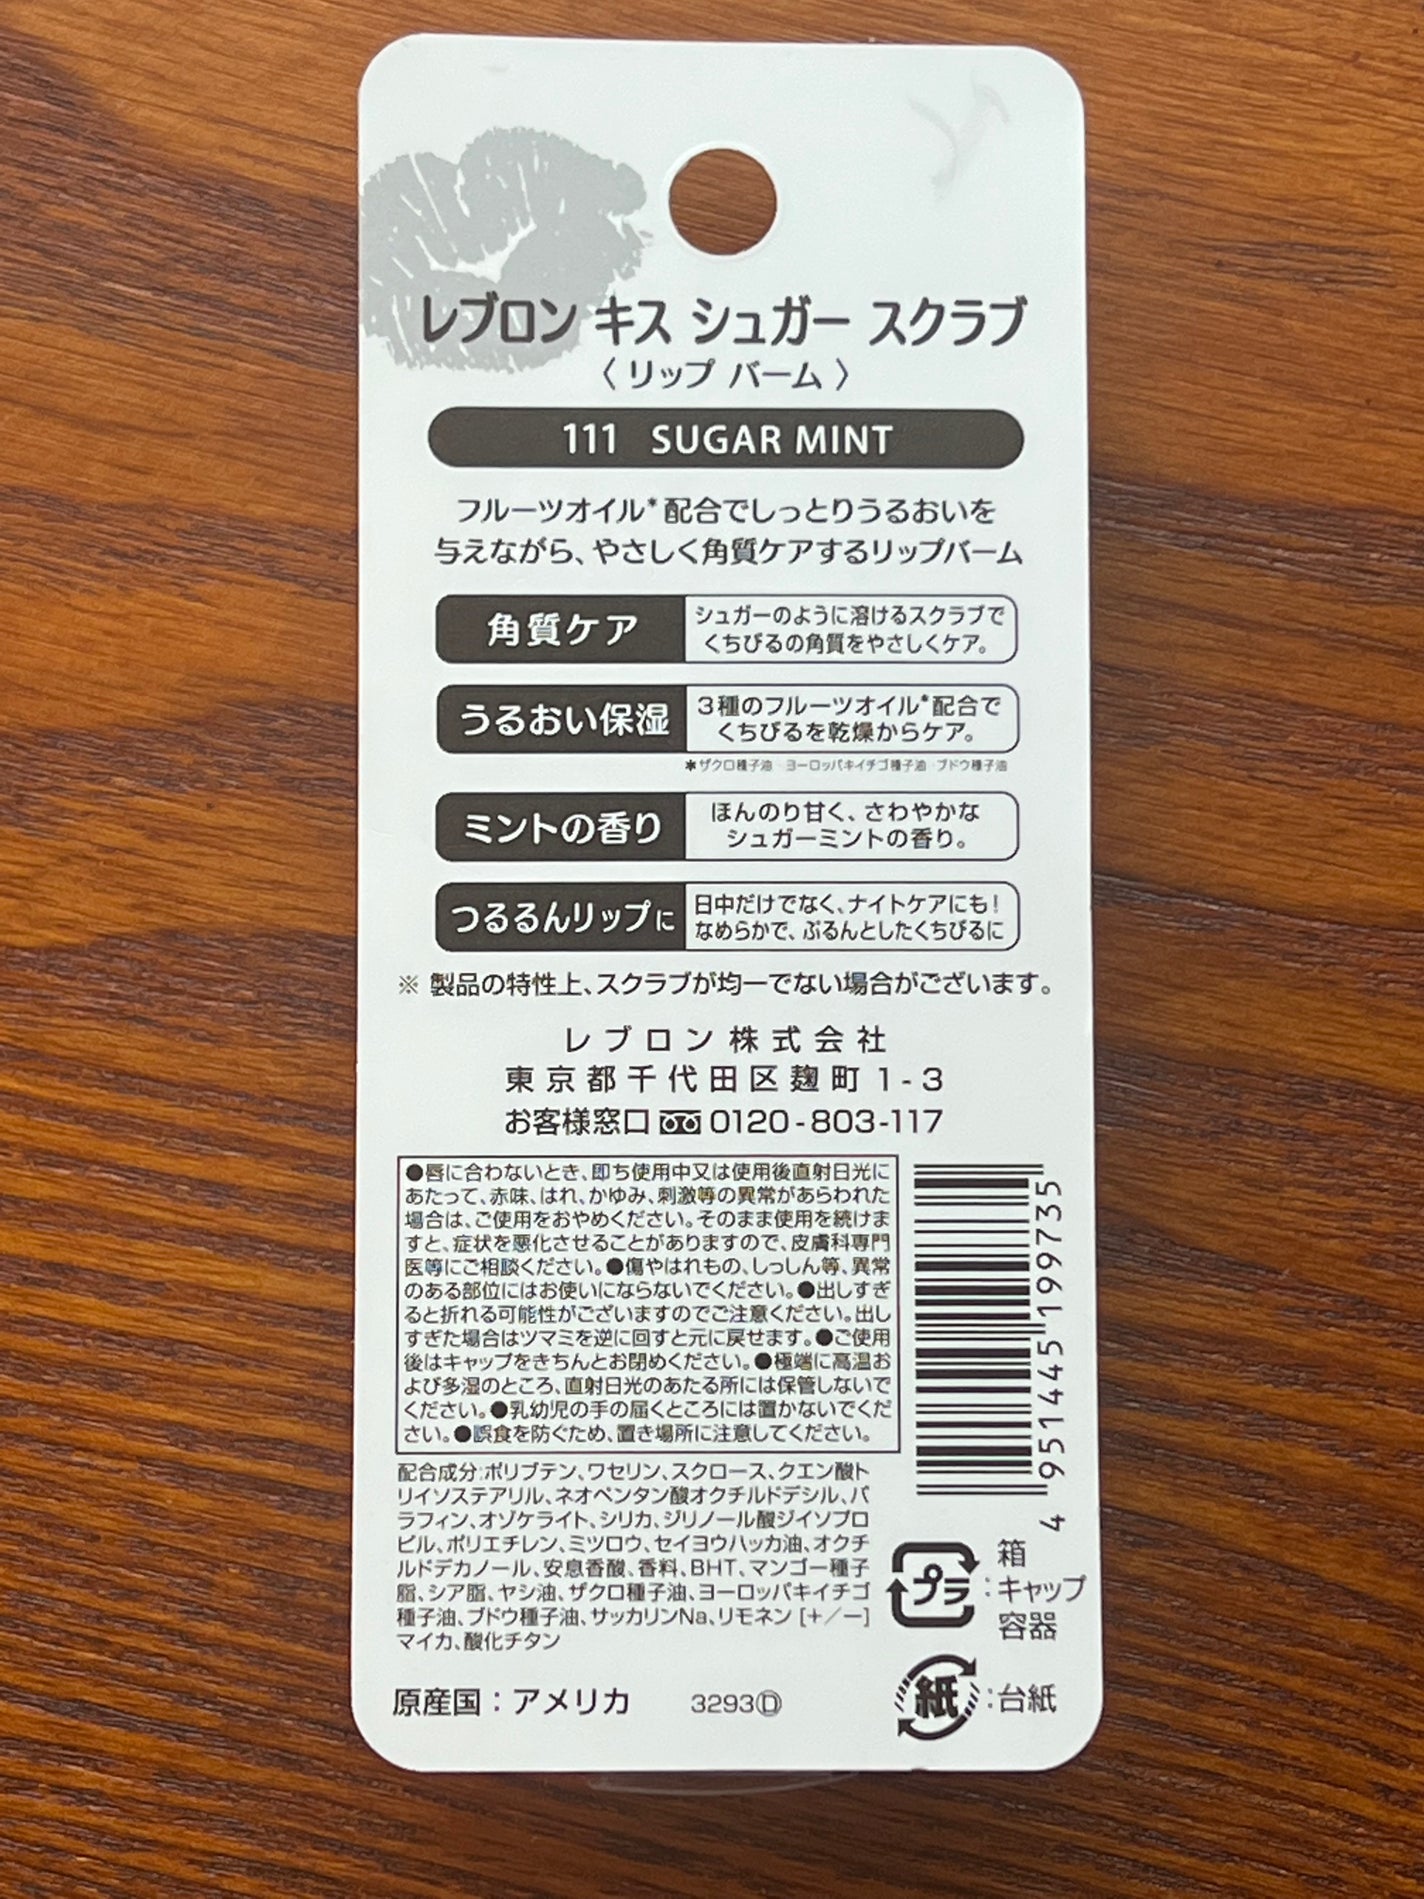 レブロン キス シュガー スクラブ
〈 リップ バーム 〉
111 SUGAR MINT
フルーツオイル*配合でしっとりうるおいを
与えながら、やさしく角質ケアするリップバーム
角質ケア
シュガーのように溶けるスクラブで
くちびるの角質をやさしくケア。
うるおい保湿
3種のフルーツオイル*配合で
くちびるを乾燥からケア。
*ザクロ種子油 ヨーロッパキイチゴ種子油 ブドウ種子油
ミントの香り
ほんのり甘く、さわやかな
シュガーミントの香り。
つるるんリップに
日中だけでなく、ナイトケアにも!
なめらかで、ぷるんとしたくちびるに
※ 製品の特性上、スクラブが均一でない場合がございます。
レブロン株式会社
東京都千代田区麹町1-3
お客様窓口 0120-803-117
●唇に合わないとき、即ち使用中又は使用後直射日光に
あたって、赤味、はれ、かゆみ、刺激等の異常があらわれた
場合は、ご使用をおやめください。そのまま使用を続けま
すと、症状を悪化させることがありますので、皮膚科専門
医等にご相談ください。●傷やはれもの、しっしん等、異常
のある部位にはお使いにならないでください。●出しすぎ
ると折れる可能性がございますのでご注意ください。出し
すぎた場合はツマミを逆に回すと元に戻せます。●ご使用
後はキャップをきちんとお閉めください。●極端に高温お
よび多湿のところ、直射日光のあたる所には保管しないで
ください。●乳幼児の手の届くところには置かないでくだ
さい。●誤食を防ぐため、置き場所に注意してください。
4951445199735
配合成分:ポリブテン、ワセリン、スクロース、クエン酸ト
リイソステアリル、ネオペンタン酸オクチルドデシル、パ
ラフィン、オゾケライト、シリカ、ジリノール酸ジイソプロ
ピル、ポリエチレン、ミツロウ、セイヨウハッカ油、オクチ
ルドデカノール、安息香酸、香料、BHT、マンゴー種子
脂、シア脂、ヤシ油、ザクロ種子油、ヨーロッパキイチゴ
種子油、ブドウ種子油、サッカリンNa、リモネン [+/-]
マイカ、酸化チタン
箱
プラ:キャップ
容器
紙:台紙
原産国:アメリカ 3293Ⓓ